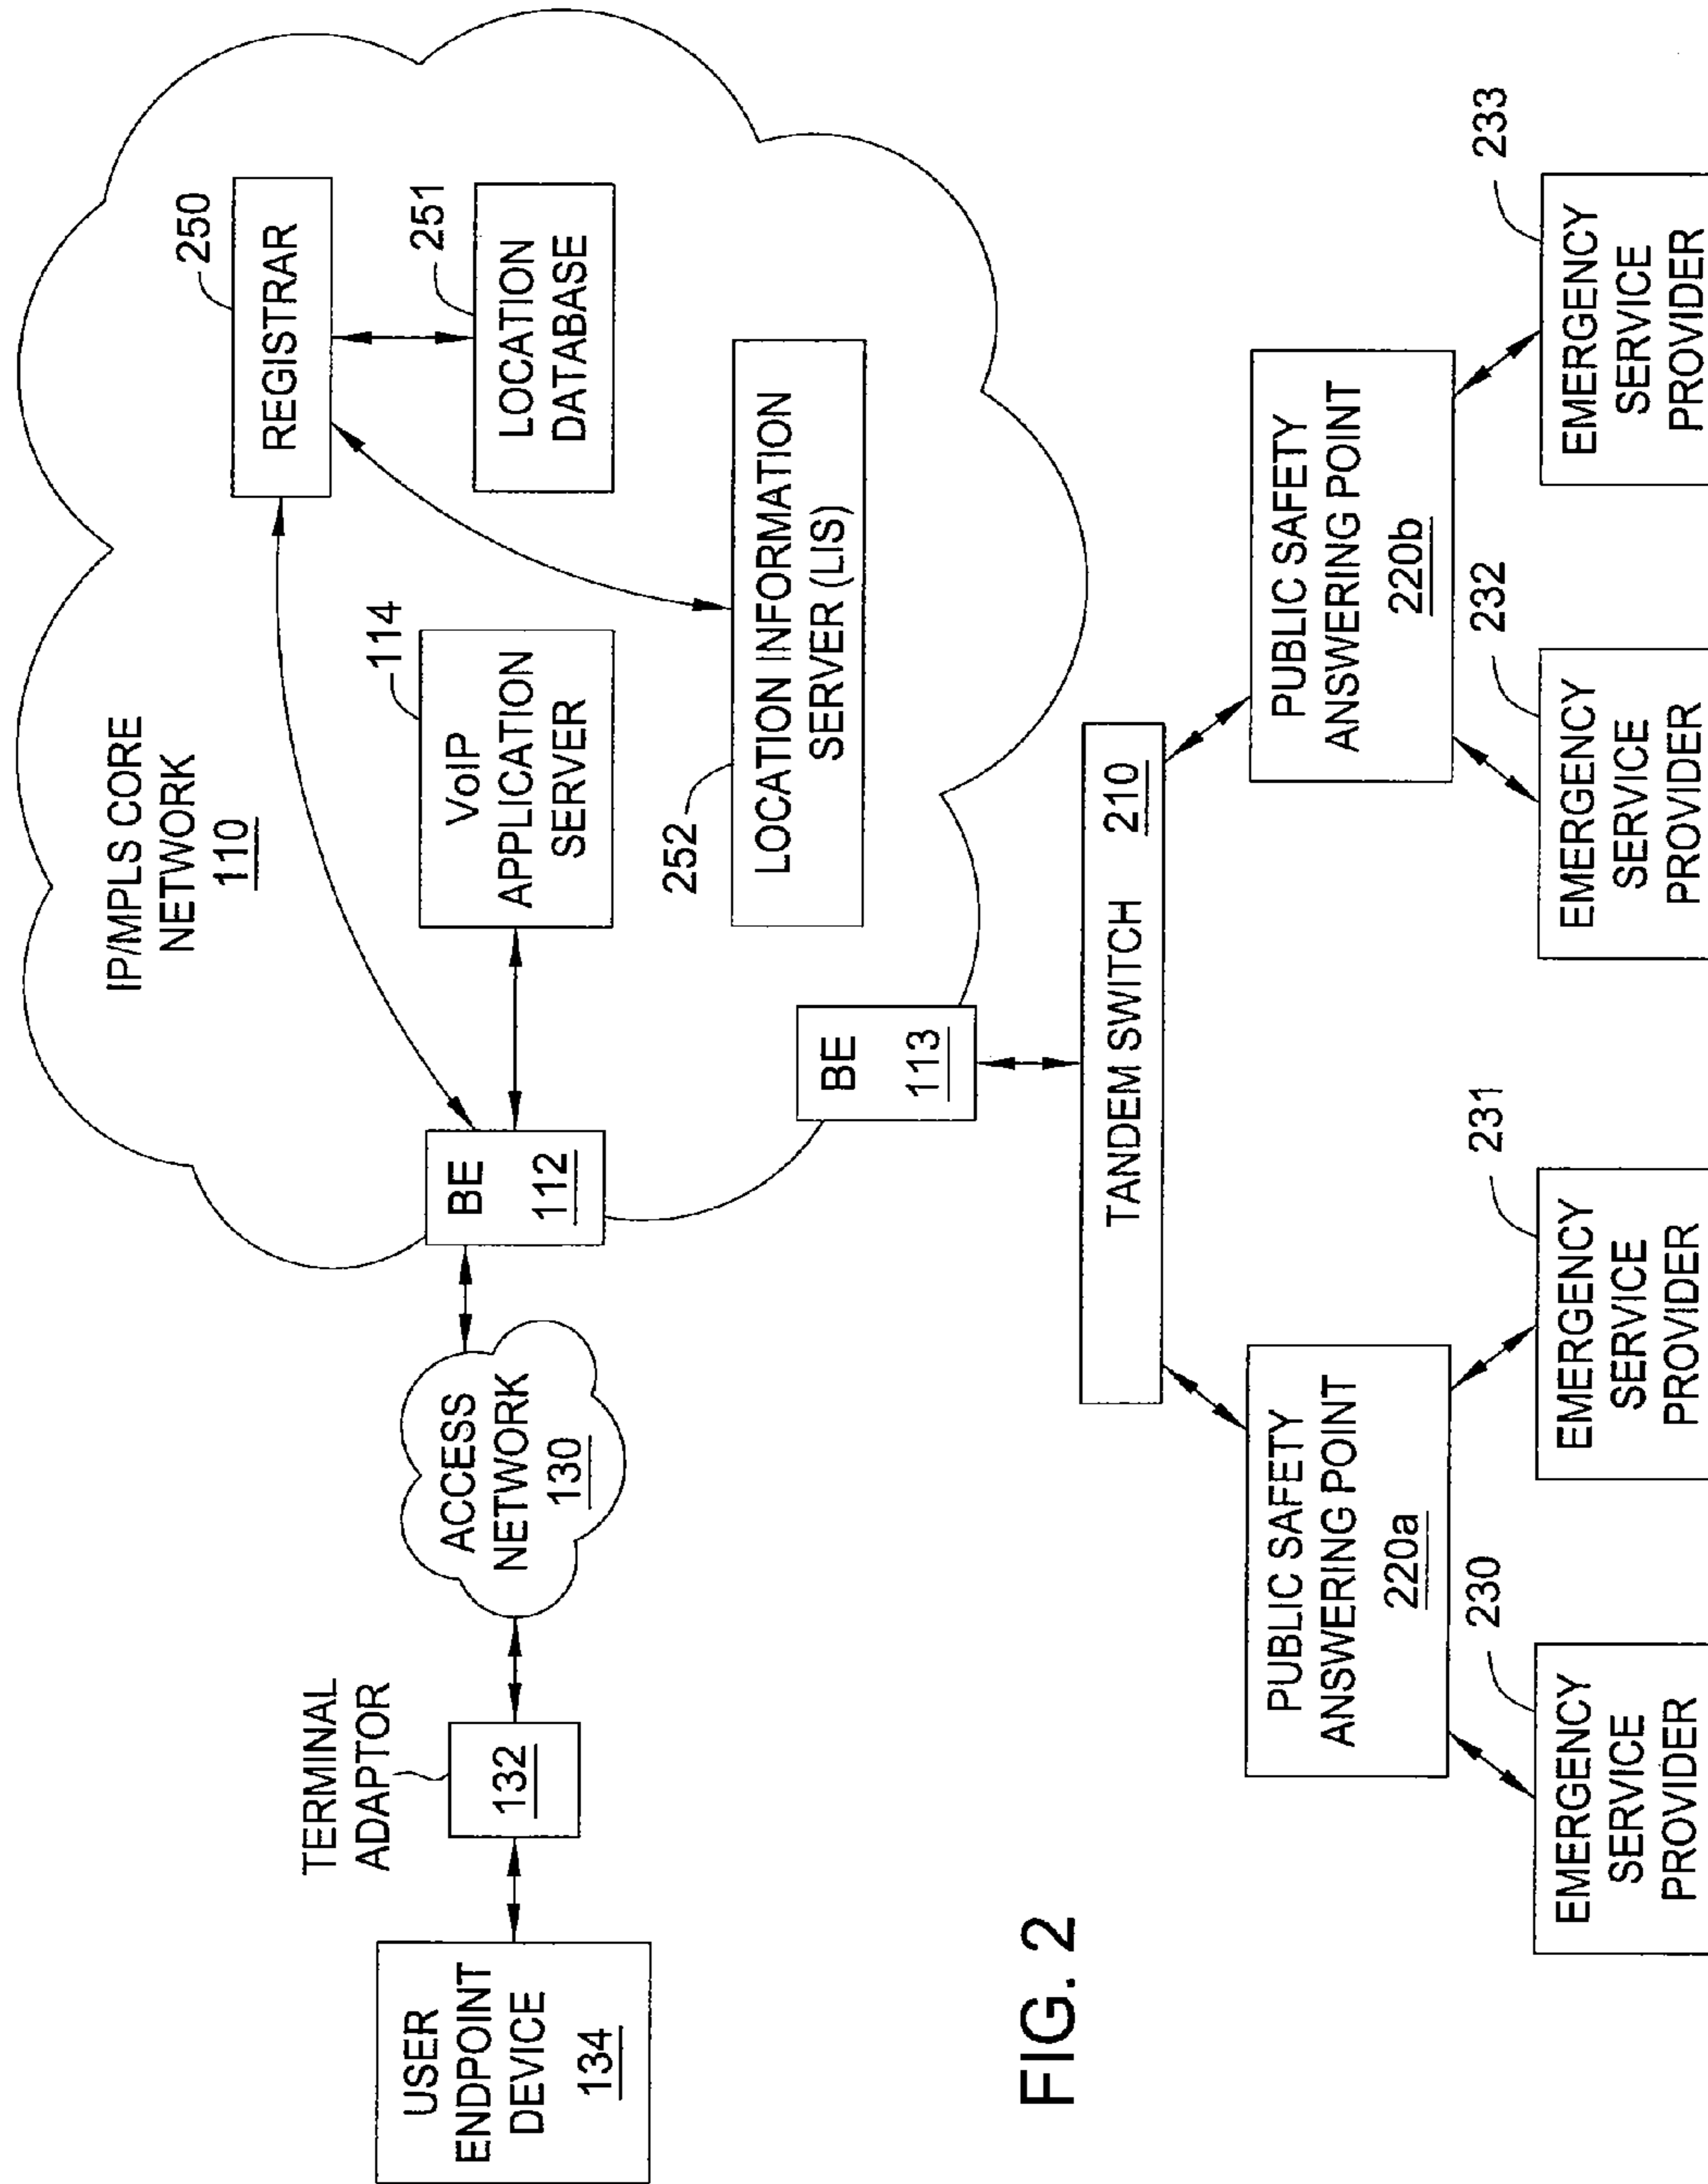 IP/MPLS CORE
NETWORK
110
250
REGISTRAR
251
LOCATION
DATABASE
114
VoIP
APPLICATION
SERVER
252
LOCATION INFORMATION
SERVER (LIS)
TERMINAL
ADAPTOR
132
USER
ENDPOINT
DEVICE
134
ACCESS
NETWORK
130
BE
112
BE
113
TANDEM SWITCH 210
PUBLIC SAFETY
ANSWERING POINT
220a
PUBLIC SAFETY
ANSWERING POINT
220b
230
EMERGENCY
SERVICE
PROVIDER
231
EMERGENCY
SERVICE
PROVIDER
232
EMERGENCY
SERVICE
PROVIDER
233
EMERGENCY
SERVICE
PROVIDER
FIG. 2